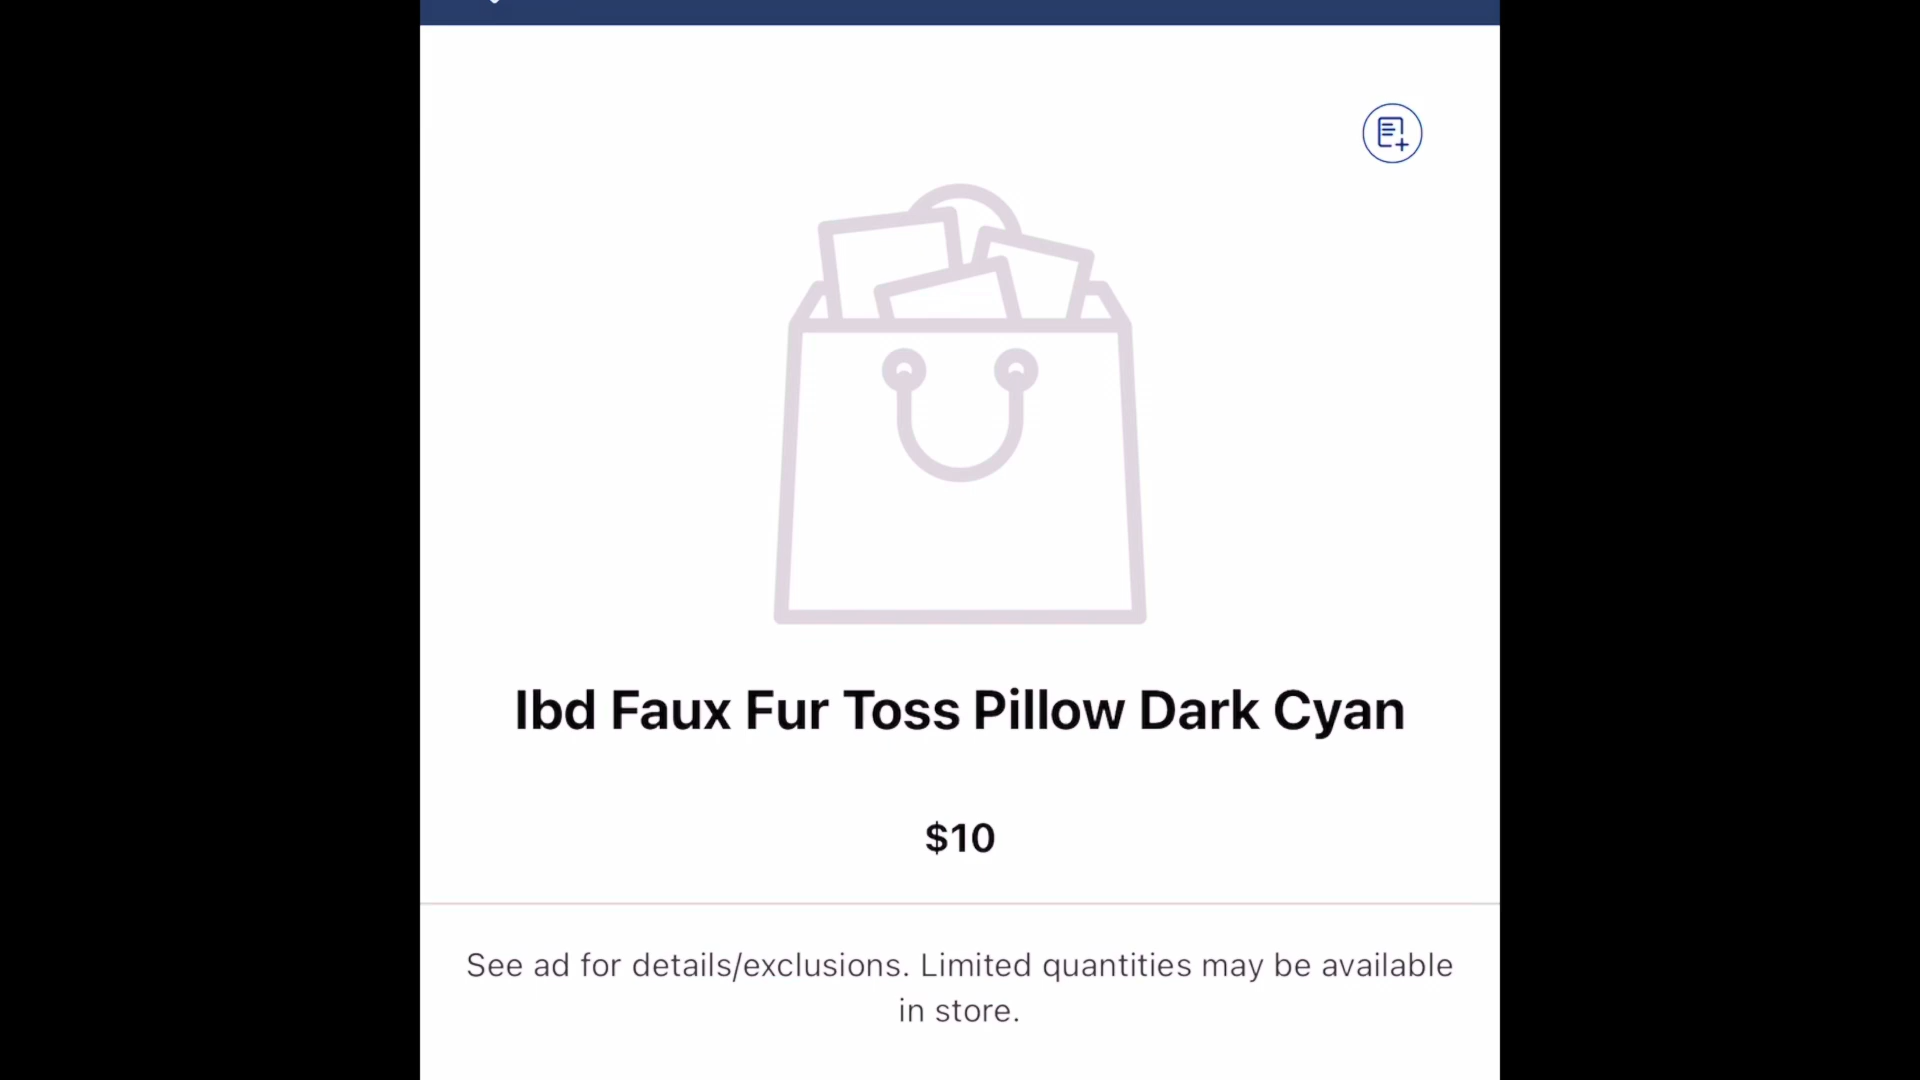 Ibd Faux Fur Toss Pillow Dark Cyan
$10
See ad for details/exclusions. Limited quantities may be available
in store.